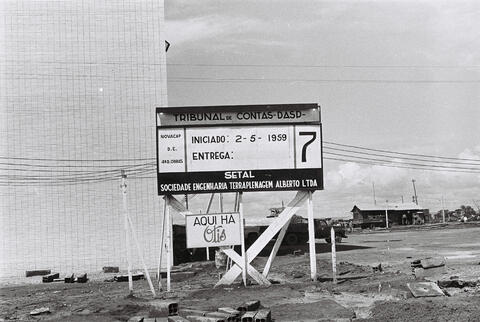 TRIBUNAL DE CONTAS-DASP-
NOVACAP
D.E.
INICIADO: 2-5-1959
ENTREGA:
7
SETAL
SOCIEDADE ENGENHARIA TERRAPLENAGEM ALBERTO LTDA
AQUI HA
Otis